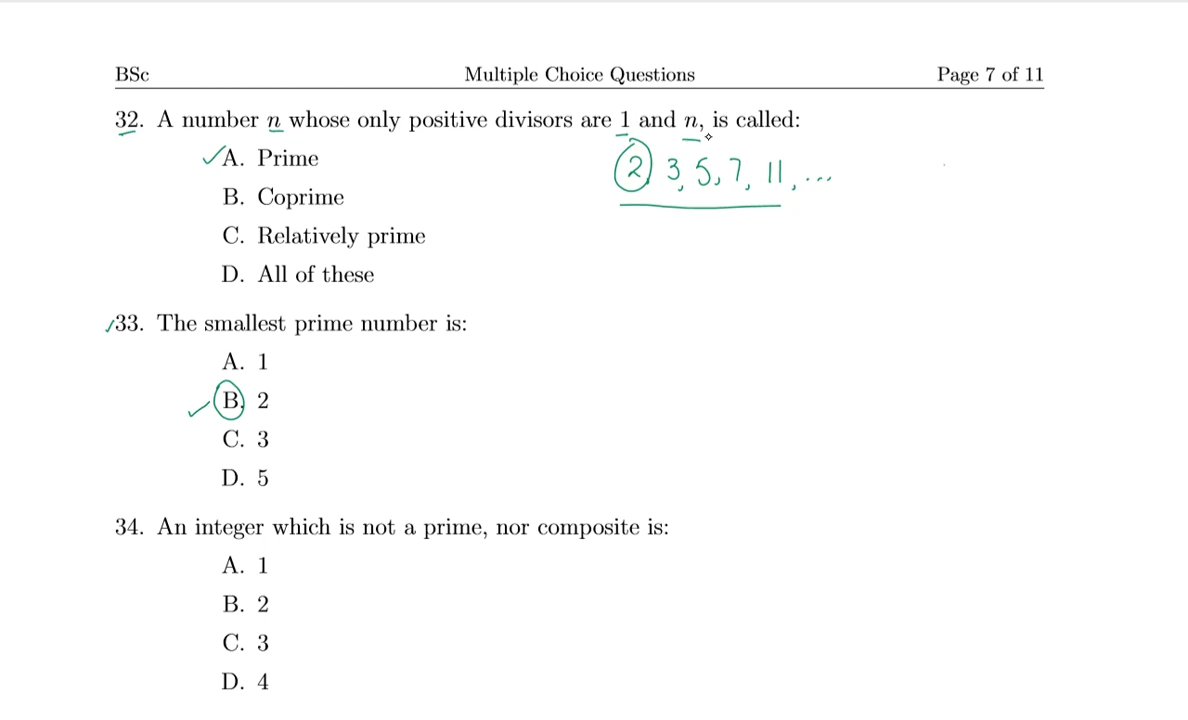 BSc Multiple Choice Questions Page 7 of 11
32. A number n whose only positive divisors are 1 and n, is called:
A. Prime
2, 3, 5, 7, 11, ...
B. Coprime
C. Relatively prime
D. All of these
33. The smallest prime number is:
A. 1
B. 2
C. 3
D. 5
34. An integer which is not a prime, nor composite is:
A. 1
B. 2
C. 3
D. 4